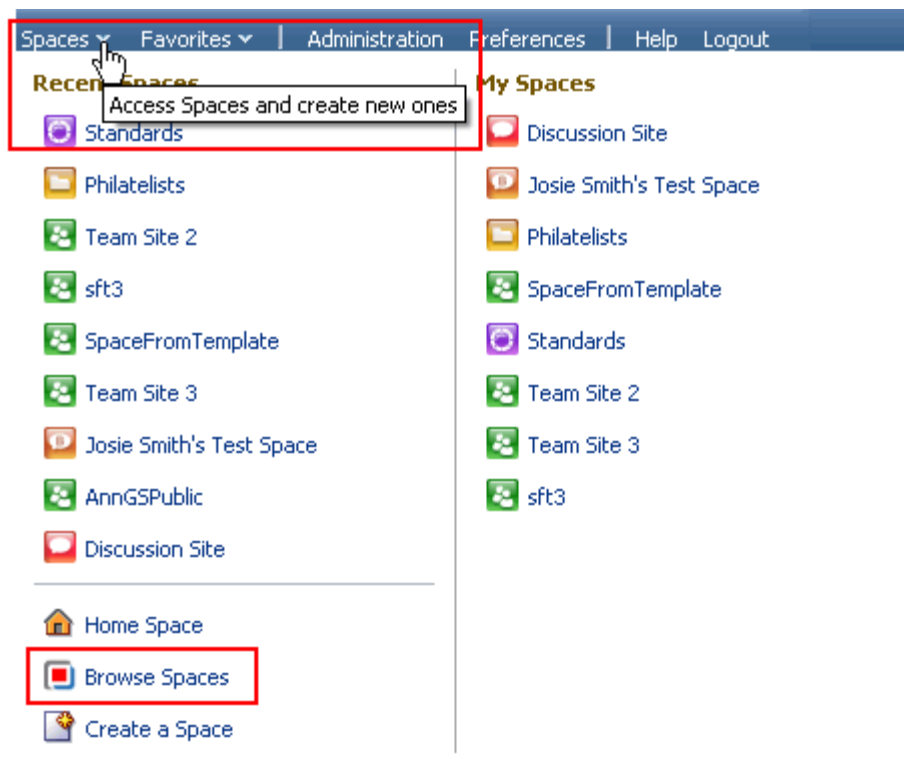 Spaces Favorites | Administration Preferences | Help Logout
Recent Spaces
Access Spaces and create new ones
Standards
Philatelists
Team Site 2
sft3
SpaceFromTemplate
Team Site 3
Josie Smith's Test Space
AnnGSPublic
Discussion Site
Home Space
Browse Spaces
Create a Space
My Spaces
Discussion Site
Josie Smith's Test Space
Philatelists
SpaceFromTemplate
Standards
Team Site 2
Team Site 3
sft3